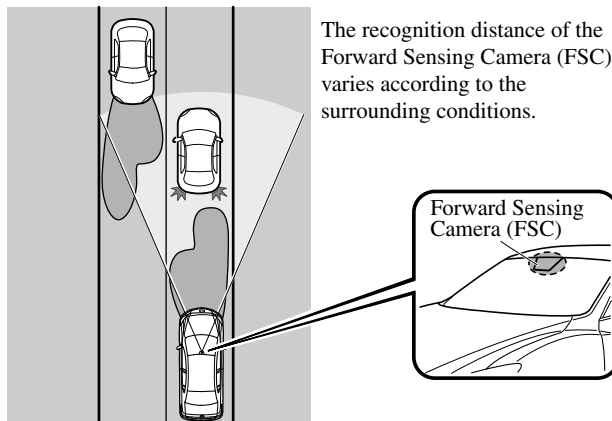 The recognition distance of the
Forward Sensing Camera (FSC)
varies according to the
surrounding conditions.
Forward Sensing
Camera (FSC)